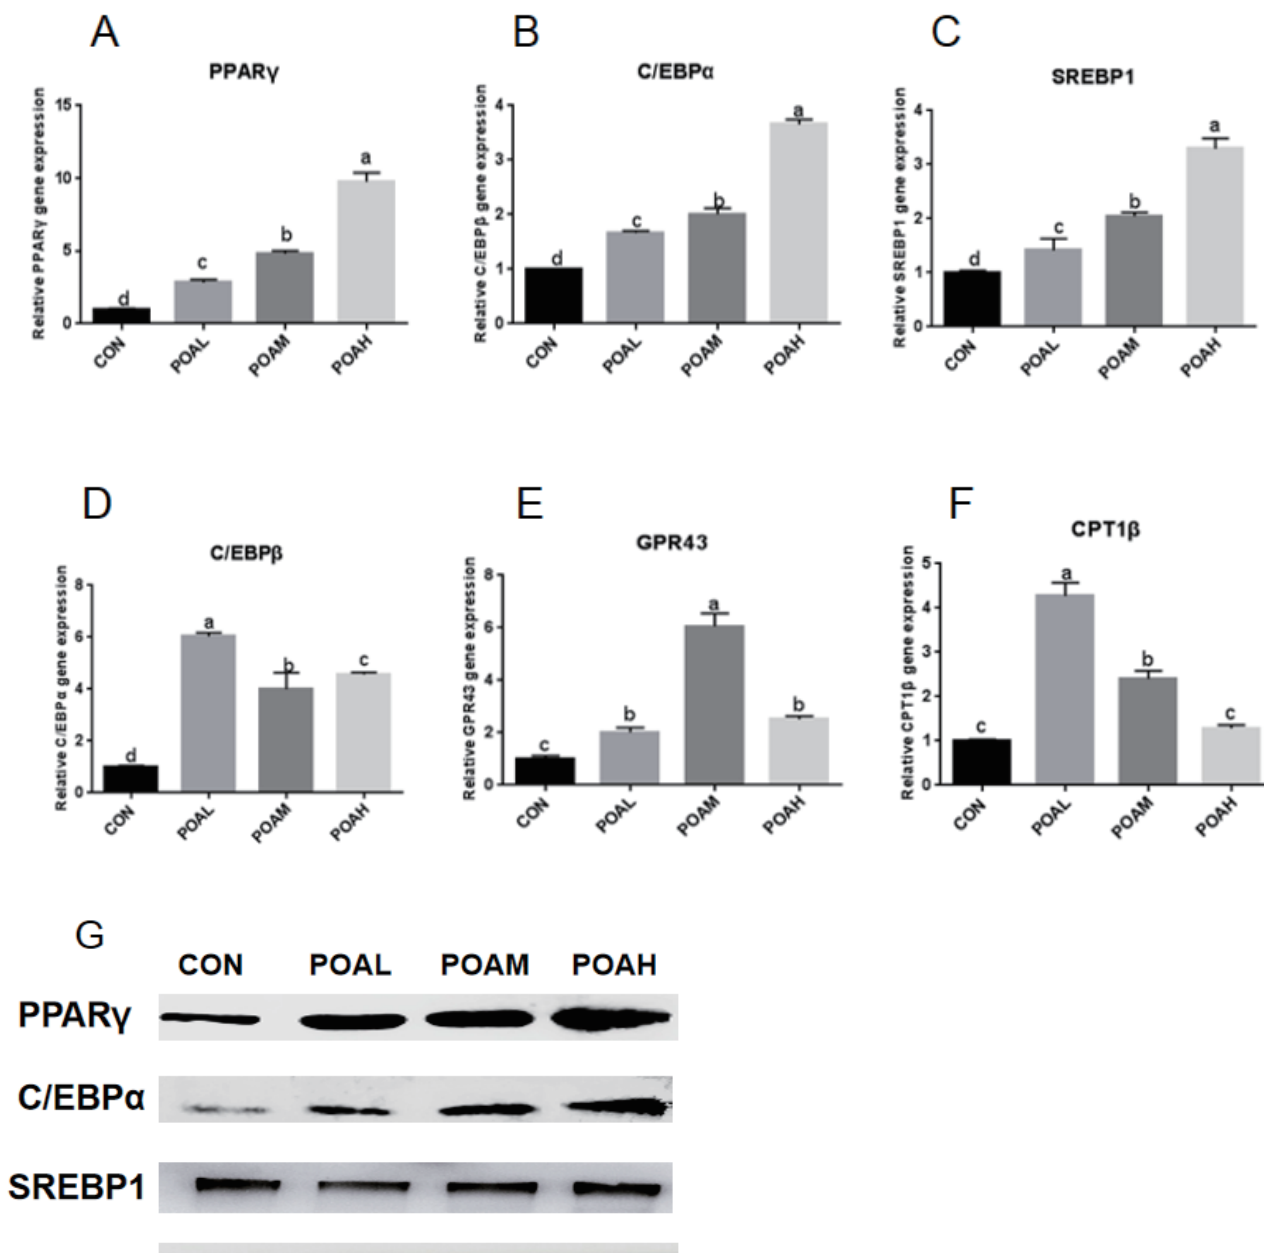 A
B
C
PPARγ
C/EBPα
SREBP1
Relative PPARγ gene expression
15
10
5
0
d
c
b
a
CON
POAL
POAM
POAH
Relative C/EBPβ gene expression
4
3
2
1
0
d
c
b
a
CON
POAL
POAM
POAH
Relative SREBP1 gene expression
4
3
2
1
0
d
c
b
a
CON
POAL
POAM
POAH
D
E
F
C/EBPβ
GPR43
CPT1β
Relative C/EBPα gene expression
8
6
4
2
0
d
a
b
c
CON
POAL
POAM
POAH
Relative GPR43 gene expression
8
6
4
2
0
c
b
a
b
CON
POAL
POAM
POAH
Relative CPT1β gene expression
5
4
3
2
1
0
c
a
b
c
CON
POAL
POAM
POAH
G
CON POAL POAM POAH
PPARγ
C/EBPα
SREBP1